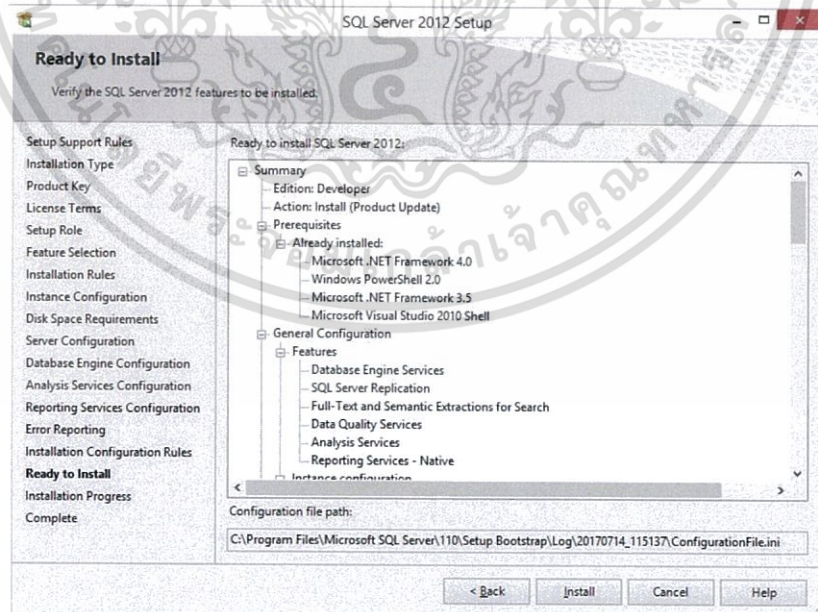 SQL Server 2012 Setup
Ready to Install
Verify the SQL Server 2012 features to be installed.
Setup Support Rules
Installation Type
Product Key
License Terms
Setup Role
Feature Selection
Installation Rules
Instance Configuration
Disk Space Requirements
Server Configuration
Database Engine Configuration
Analysis Services Configuration
Reporting Services Configuration
Error Reporting
Installation Configuration Rules
Ready to Install
Installation Progress
Complete
Ready to install SQL Server 2012:
Summary
Edition: Developer
Action: Install (Product Update)
Prerequisites
Already installed:
Microsoft .NET Framework 4.0
Windows PowerShell 2.0
Microsoft .NET Framework 3.5
Microsoft Visual Studio 2010 Shell
General Configuration
Features
Database Engine Services
SQL Server Replication
Full-Text and Semantic Extractions for Search
Data Quality Services
Analysis Services
Reporting Services - Native
Instance configuration
Configuration file path:
C:\Program Files\Microsoft SQL Server\110\Setup Bootstrap\Log\20170714_115137\ConfigurationFile.ini
< Back
Install
Cancel
Help